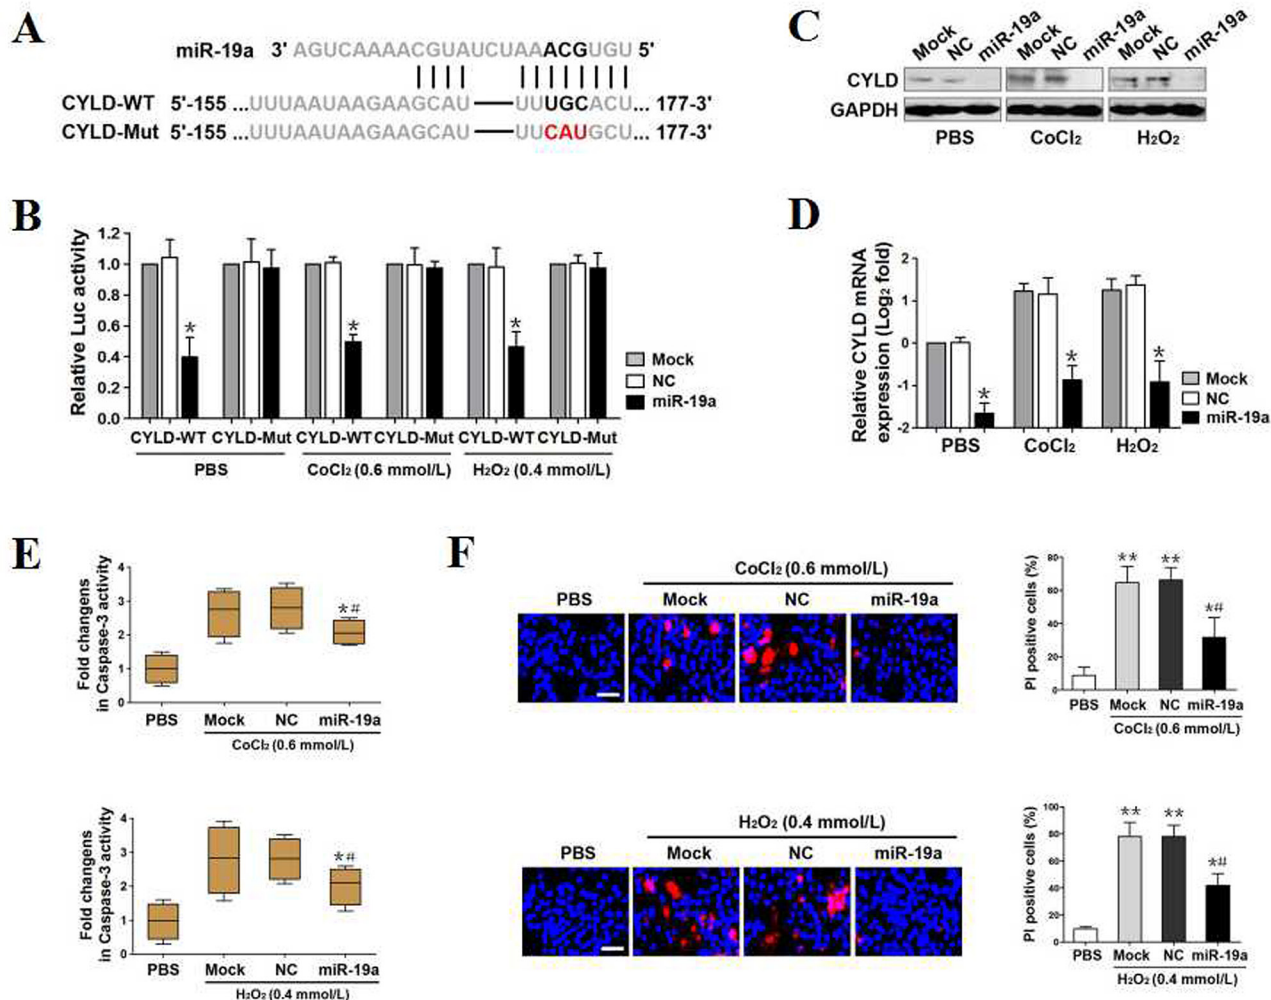 A
miR-19a 3' AGUCAAAACGUAUCUAAACGUGU 5'
CYLD-WT 5'-155 ...UUUAAUAAGAAGCAU — UUUGCACU... 177-3'
CYLD-Mut 5'-155 ...UUUAAUAAGAAGCAU — UUCAUGCU... 177-3'
B
Relative Luc activity
1.2
1.0
0.8
0.6
0.4
0.2
0.0
* * *
Mock
NC
miR-19a
CYLD-WT CYLD-Mut CYLD-WT CYLD-Mut CYLD-WT CYLD-Mut
PBS CoCl₂ (0.6 mmol/L) H₂O₂ (0.4 mmol/L)
C
Mock NC miR-19a Mock NC miR-19a Mock NC miR-19a
CYLD
GAPDH
PBS CoCl₂ H₂O₂
D
Relative CYLD mRNA
expression (Log₂ fold)
2
1
0
-1
-2
* * *
Mock
NC
miR-19a
PBS CoCl₂ H₂O₂
E
Fold changens
in Caspase-3 activity
4
3
2
1
0
*#
PBS Mock NC miR-19a
CoCl₂ (0.6 mmol/L)
Fold changens
in Caspase-3 activity
4
3
2
1
0
*#
PBS Mock NC miR-19a
H₂O₂ (0.4 mmol/L)
F
CoCl₂ (0.6 mmol/L)
PBS Mock NC miR-19a
PI positive cells (%)
80
60
40
20
0
** ** *#
PBS Mock NC miR-19a
CoCl₂ (0.6 mmol/L)
H₂O₂ (0.4 mmol/L)
PBS Mock NC miR-19a
PI positive cells (%)
100
80
60
40
20
0
** ** *#
PBS Mock NC miR-19a
H₂O₂ (0.4 mmol/L)